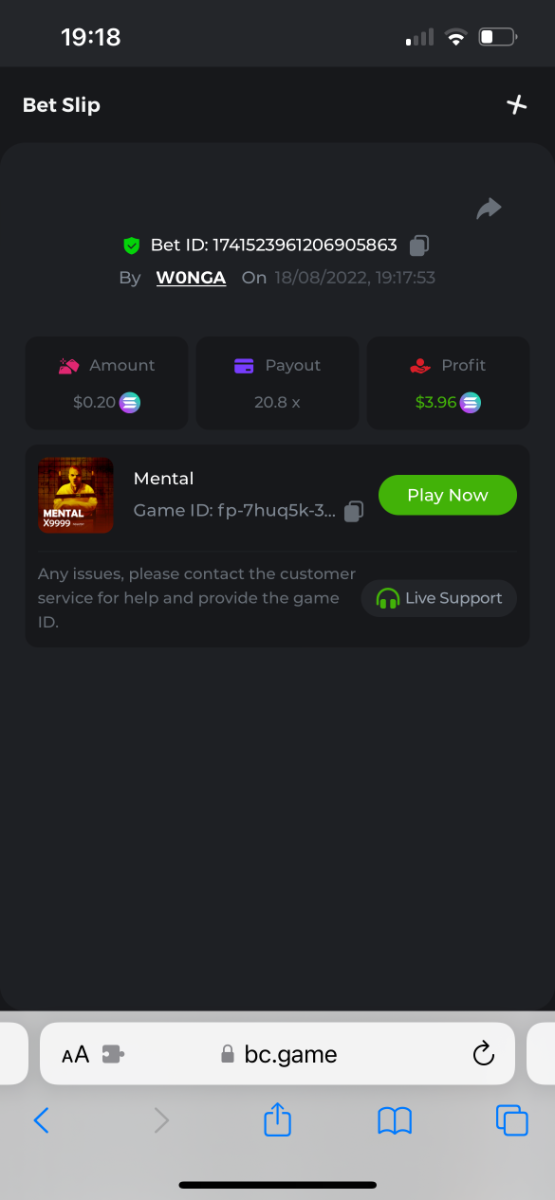 19:18
Bet Slip
Bet ID: 1741523961206905863
By W0NGA On 18/08/2022, 19:17:53
Amount Payout Profit
$0.20 20.8 x $3.96
MENTAL
X9999
Mental
Game ID: fp-7huq5k-3...
Play Now
Any issues, please contact the customer
service for help and provide the game
ID.
Live Support
AA bc.game